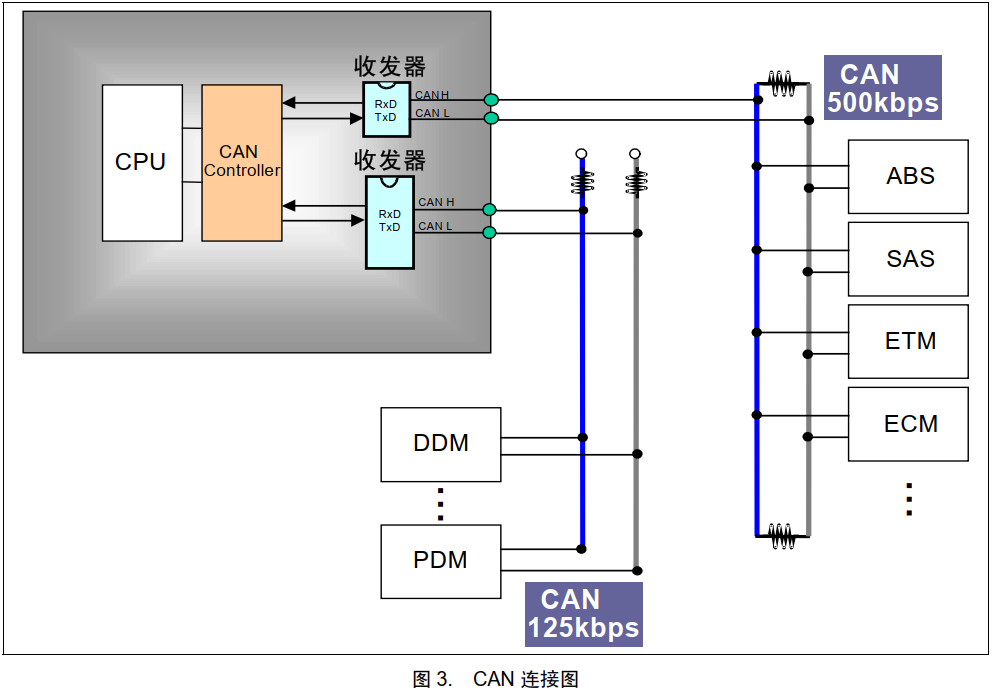 收发器
CAN H
RxD
TxD
CAN L
CPU
CAN
Controller
收发器
CAN H
RxD
TxD
CAN L
CAN
500kbps
ABS
SAS
ETM
ECM
DDM
PDM
CAN
125kbps
图 3. CAN 连接图